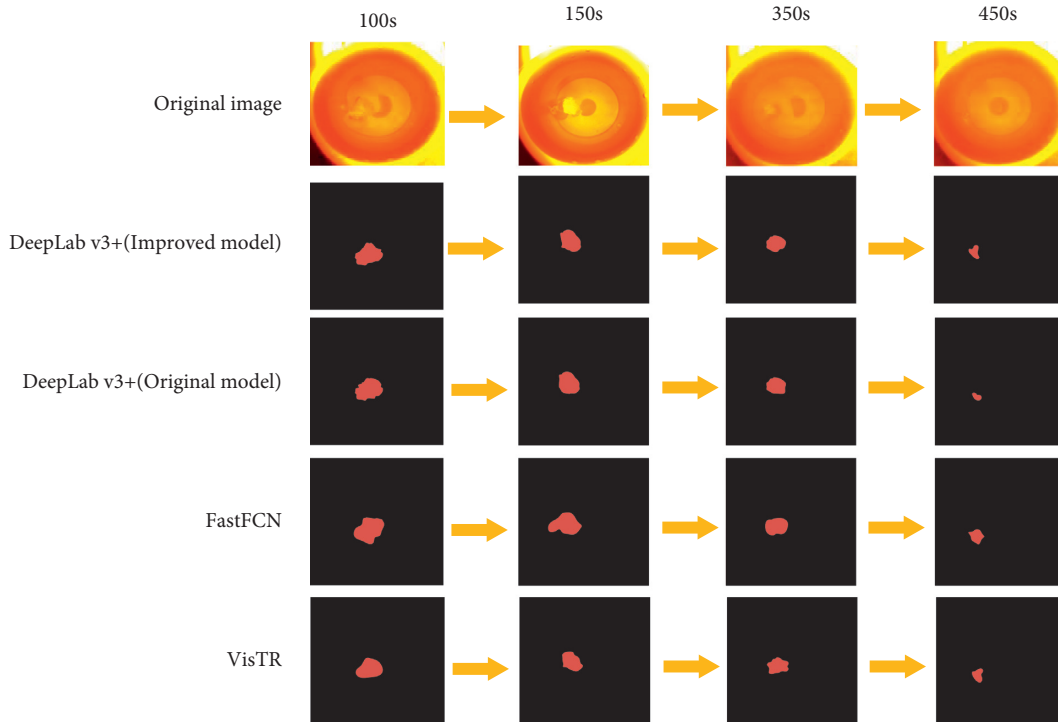 100s
150s
350s
450s
Original image
DeepLab v3+(Improved model)
DeepLab v3+(Original model)
FastFCN
VisTR